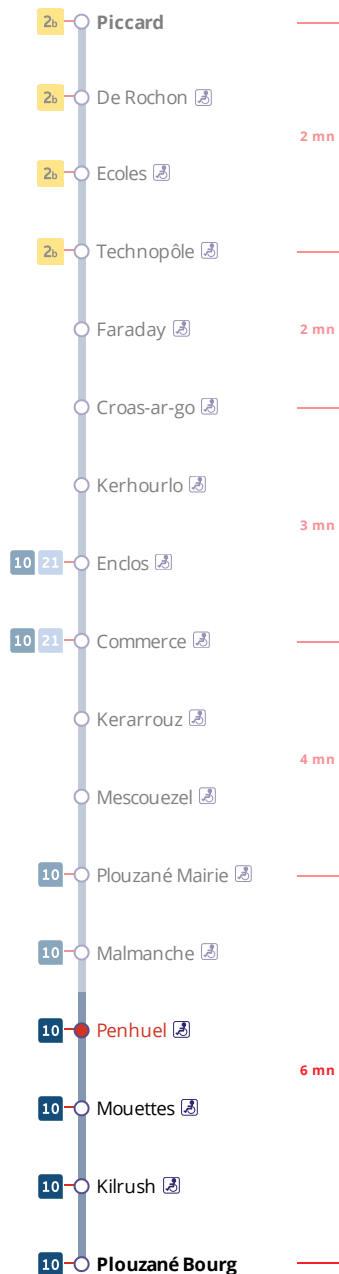 2b Piccard
2b De Rochon
2 mn
2b Ecoles
2b Technopôle
Faraday 2 mn
Croas-ar-go
Kerhourlo
3 mn
10 21 Enclos
10 21 Commerce
Kerarrouz
4 mn
Mescouezel
10 Plouzané Mairie
10 Malmanche
10 Penhuel
6 mn
10 Mouettes
10 Kilrush
10 Plouzané Bourg